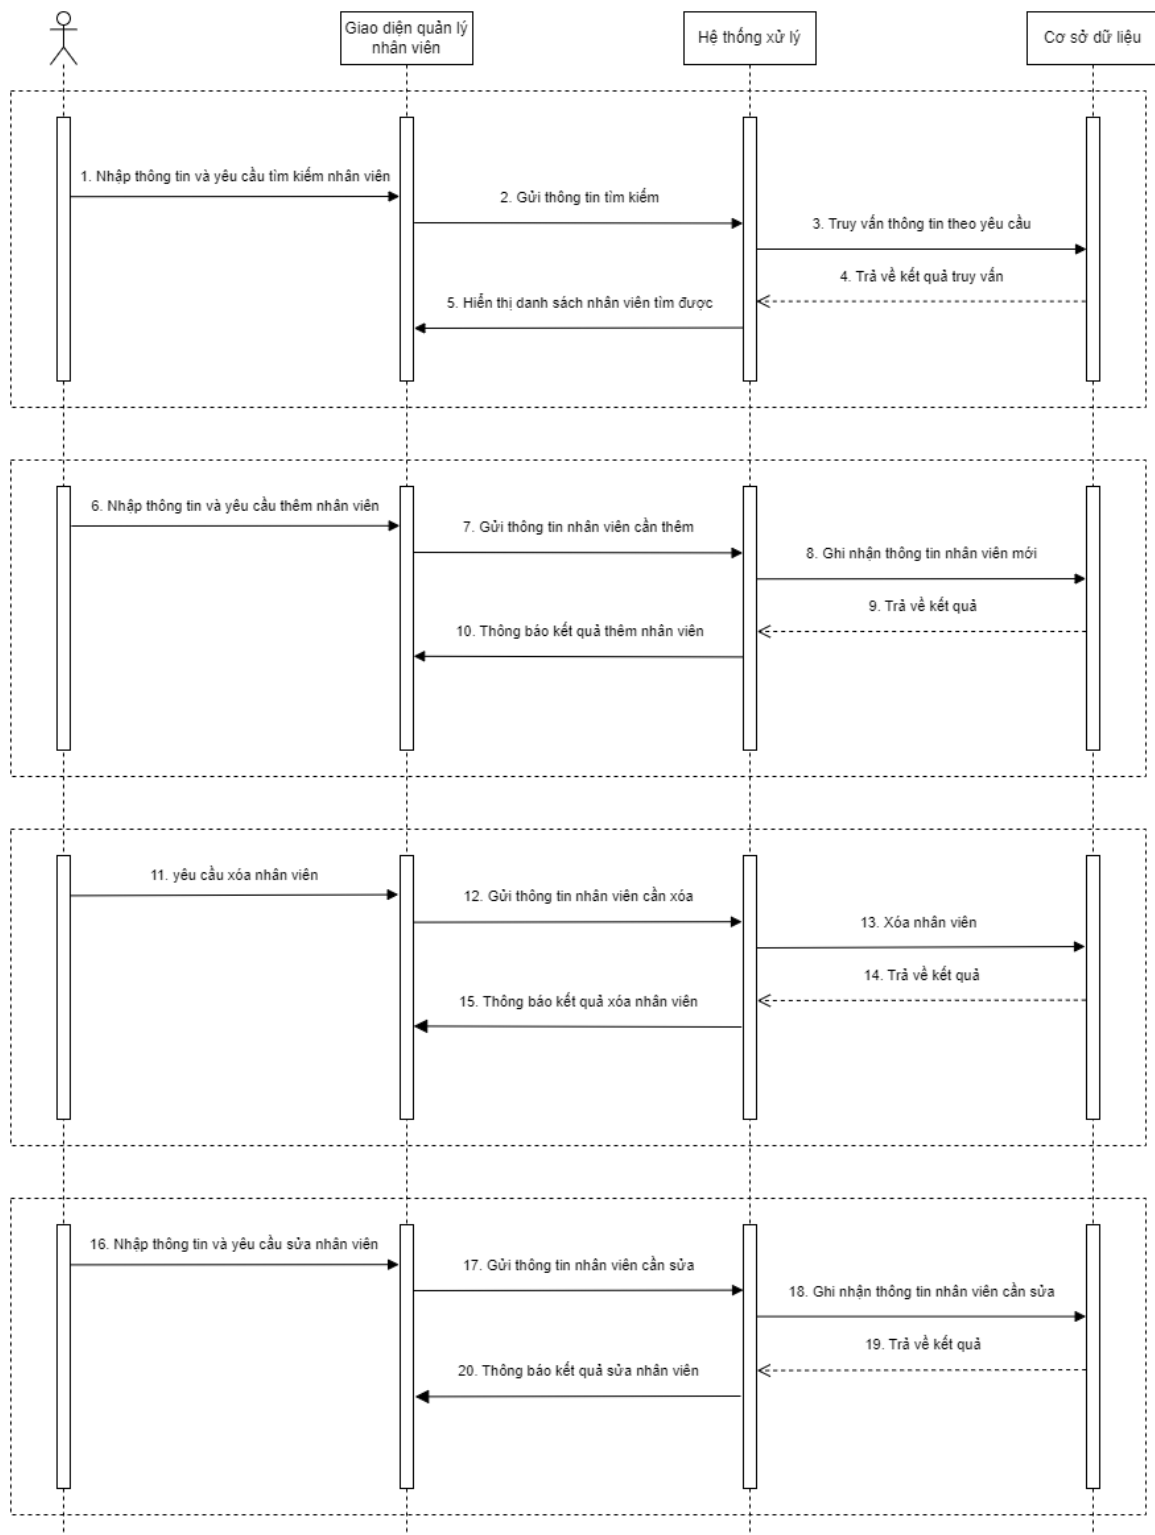 Giao diện quản lý
nhân viên
Hệ thống xử lý
Cơ sở dữ liệu
1. Nhập thông tin và yêu cầu tìm kiếm nhân viên
2. Gửi thông tin tìm kiếm
3. Truy vấn thông tin theo yêu cầu
4. Trả về kết quả truy vấn
5. Hiển thị danh sách nhân viên tìm được
6. Nhập thông tin và yêu cầu thêm nhân viên
7. Gửi thông tin nhân viên cần thêm
8. Ghi nhận thông tin nhân viên mới
9. Trả về kết quả
10. Thông báo kết quả thêm nhân viên
11. yêu cầu xóa nhân viên
12. Gửi thông tin nhân viên cần xóa
13. Xóa nhân viên
14. Trả về kết quả
15. Thông báo kết quả xóa nhân viên
16. Nhập thông tin và yêu cầu sửa nhân viên
17. Gửi thông tin nhân viên cần sửa
18. Ghi nhận thông tin nhân viên cần sửa
19. Trả về kết quả
20. Thông báo kết quả sửa nhân viên